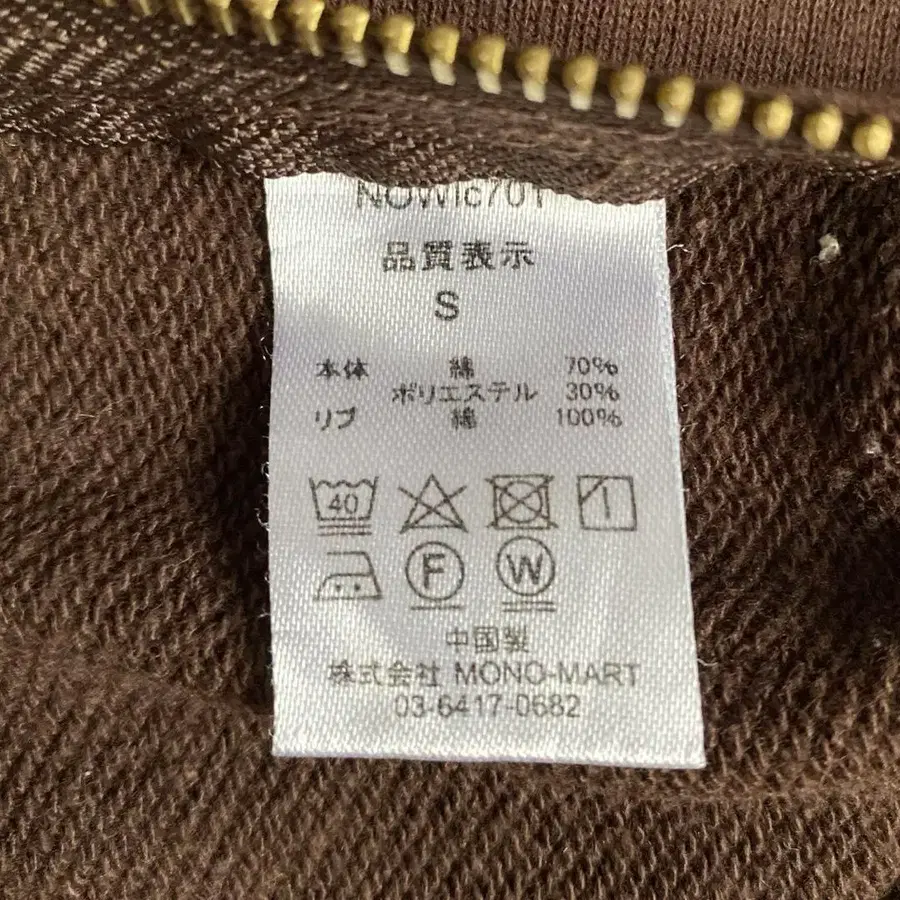 NOWlc701
品質表示
S
本体 綿 70%
ポリエステル 30%
リブ 綿 100%
40
F W
中国製
株式会社 MONO-MART
03-6417-0682